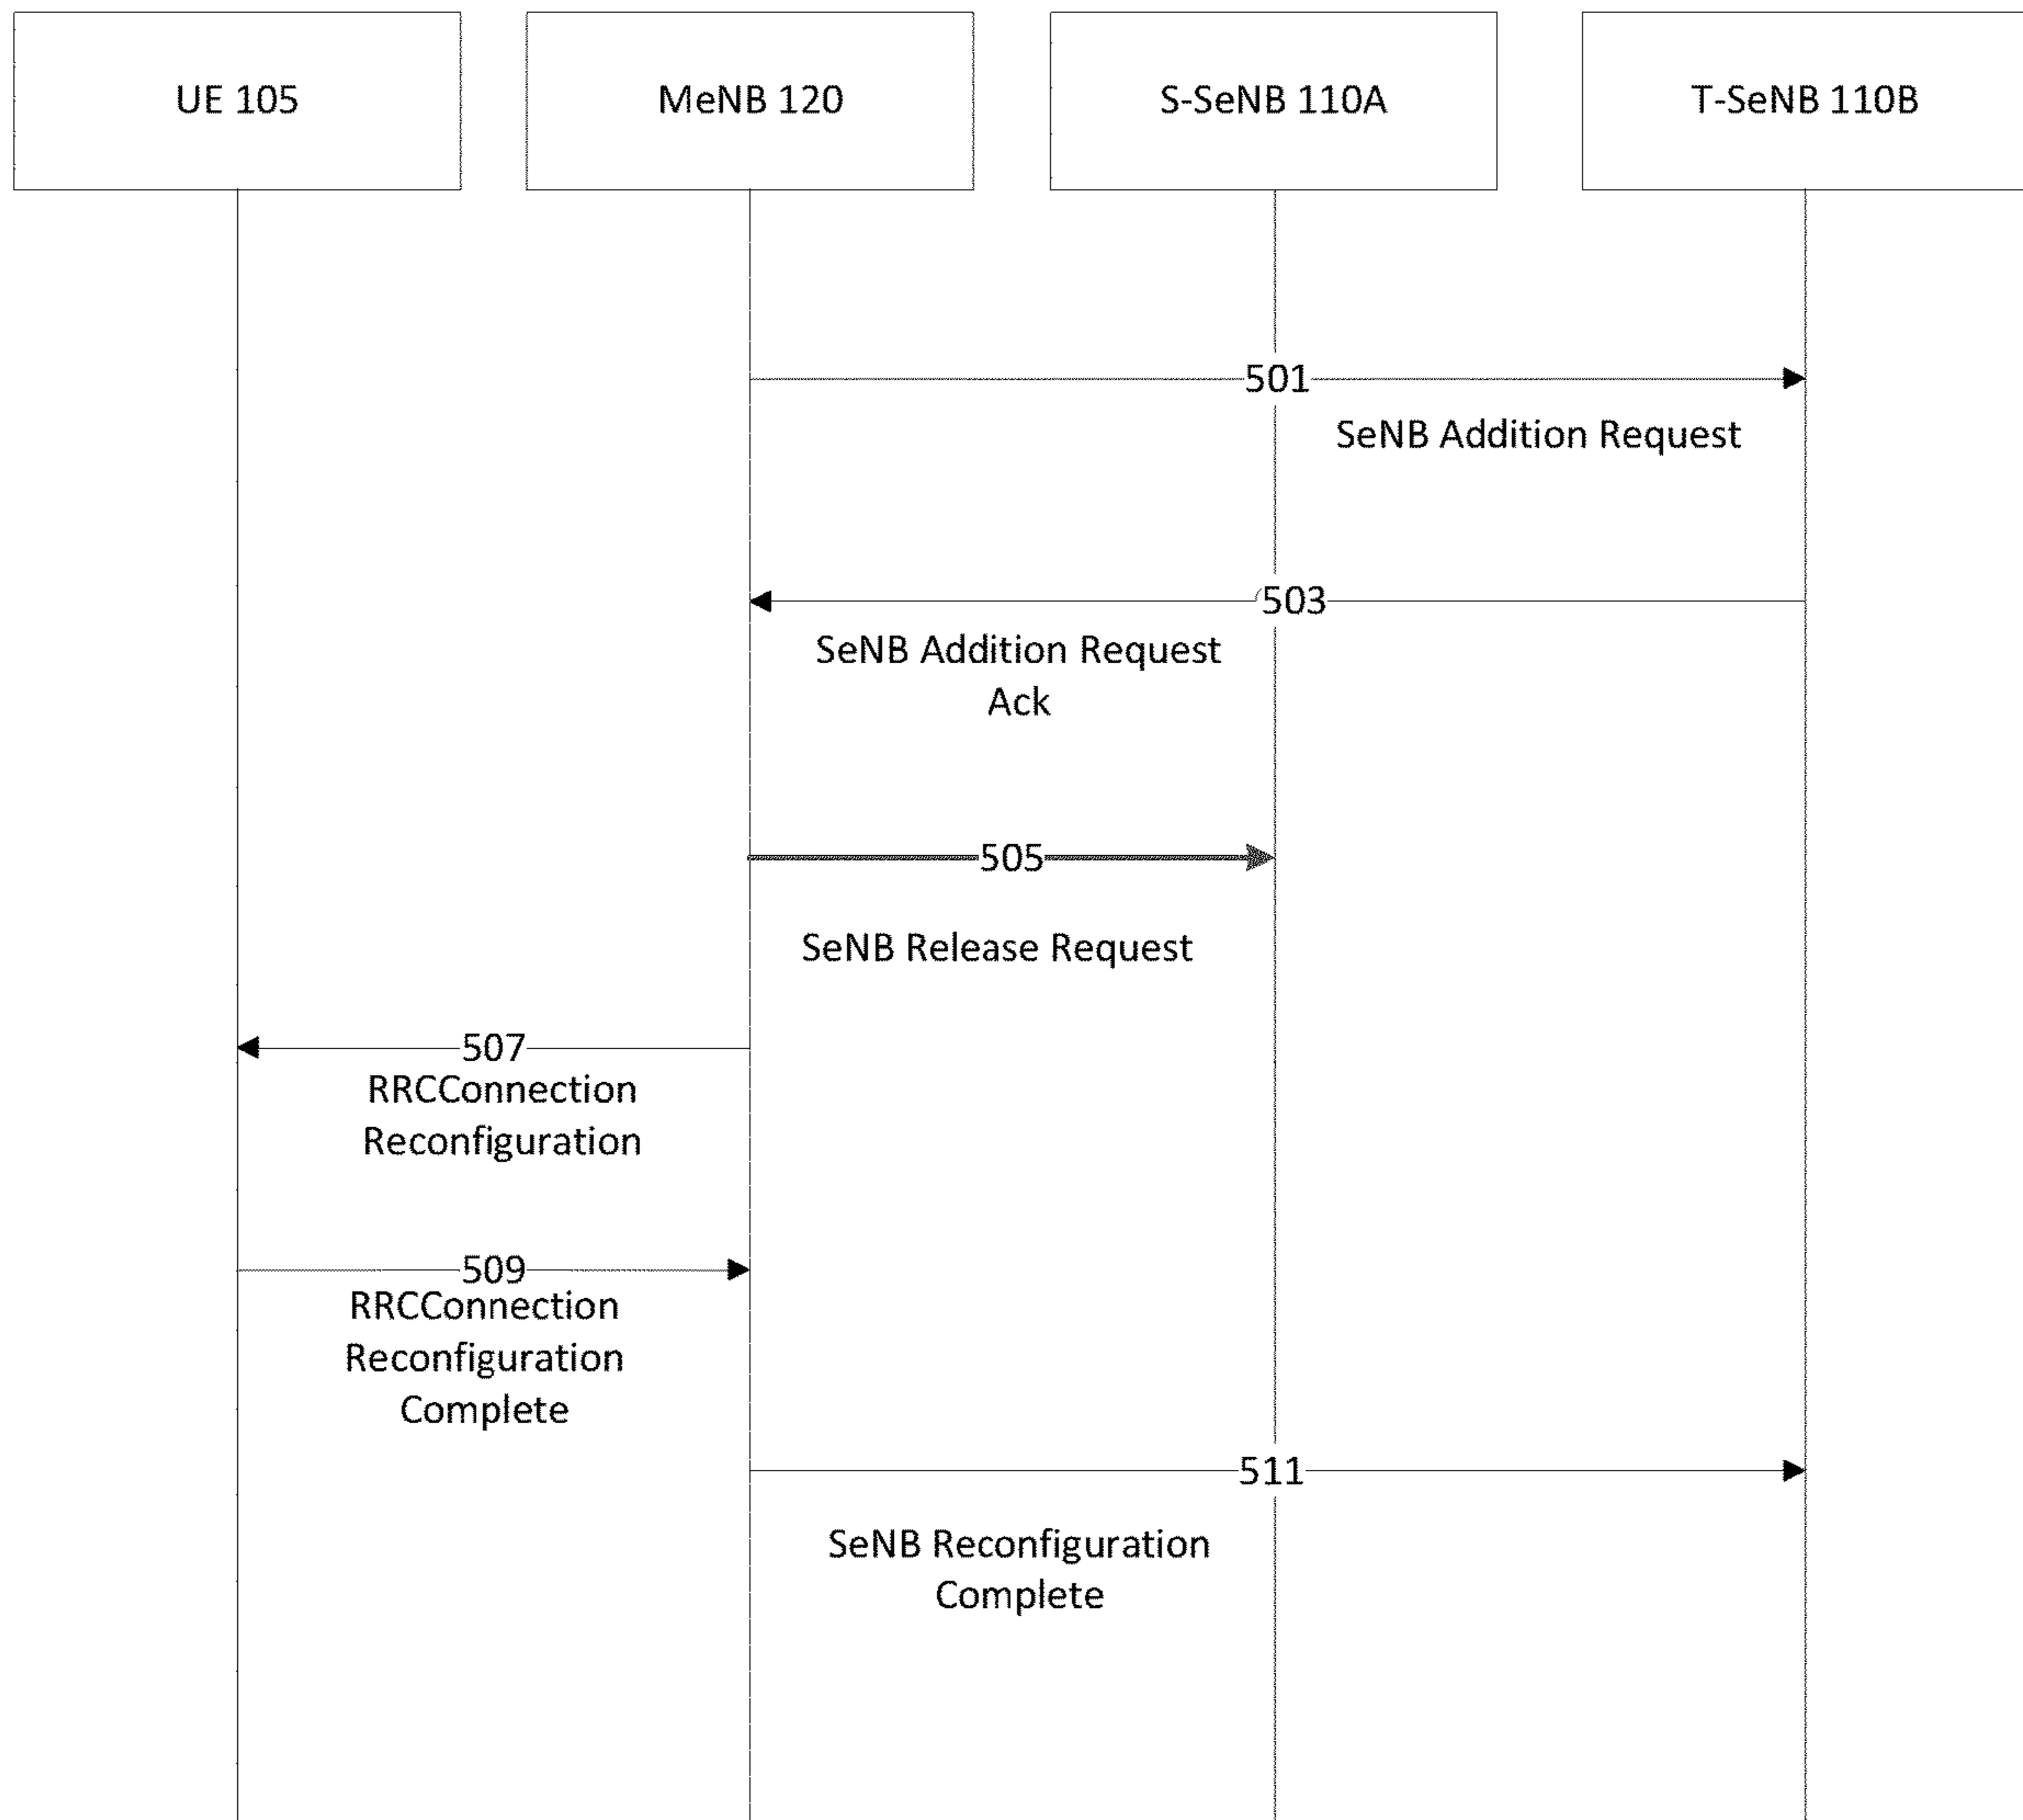 UE 105
MeNB 120
S-SeNB 110A
T-SeNB 110B
501
SeNB Addition Request
503
SeNB Addition Request
Ack
505
SeNB Release Request
507
RRCConnection
Reconfiguration
509
RRCConnection
Reconfiguration
Complete
511
SeNB Reconfiguration
Complete